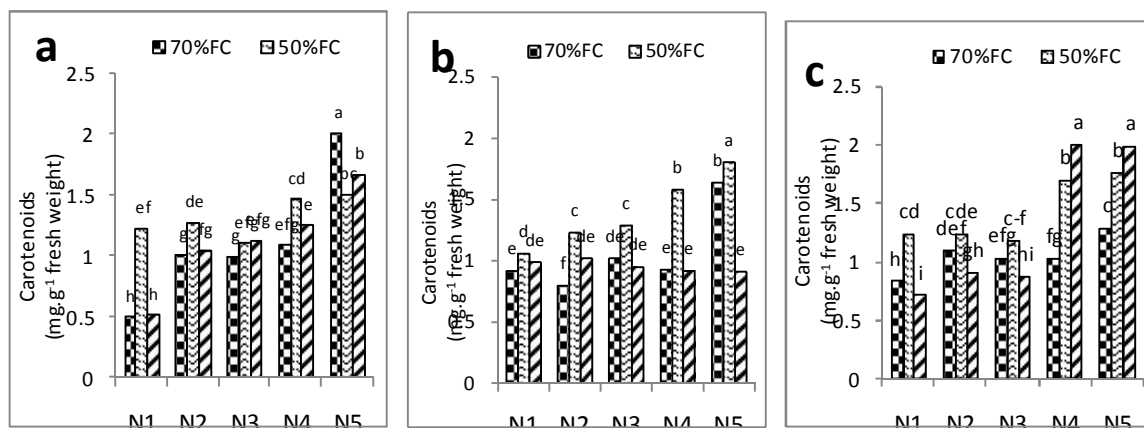 a
70%FC 50%FC
2.5
2
1.5
1
0.5
0
Carotenoids
(mg.g-1 fresh weight)
h ef h
g de fg
g efg efg
efg cd e
a bc b
N1 N2 N3 N4 N5
b
70%FC 50%FC
2.5
2
1.5
1
0.5
0
Carotenoids
(mg.g-1 fresh weight)
e d de
f c de
de c de
e b e
b a e
N1 N2 N3 N4 N5
c
70%FC 50%FC
2.5
2
1.5
1
0.5
0
Carotenoids
(mg.g-1 fresh weight)
h cd i
def cde gh
efg c-f hi
fg b a
c b a
N1 N2 N3 N4 N5